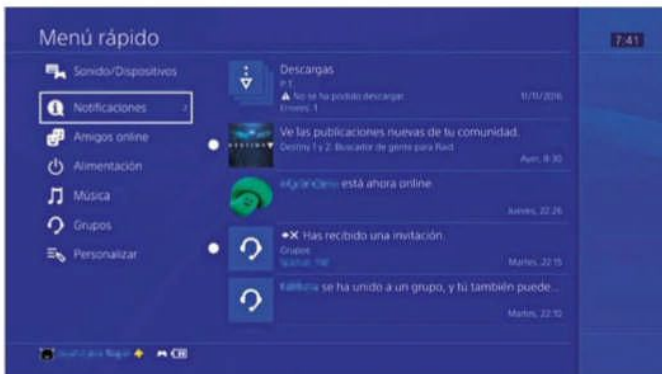 Menú rápido
7:41
Sonido/Dispositivos
Notificaciones 2
Amigos online
Alimentación
Música
Grupos
Personalizar
Descargas
No se ha podido descargar.
11/11/2016
DESTINY
Ve las publicaciones nuevas de tu comunidad.
Destiny 1 y 2. Buscador de gente para Raid
Ayer, 8:30
está ahora online.
Jueves, 22:26
Has recibido una invitación.
Grupos
Martes, 22:15
se ha unido a un grupo, y tú también puede...
Martes, 22:10